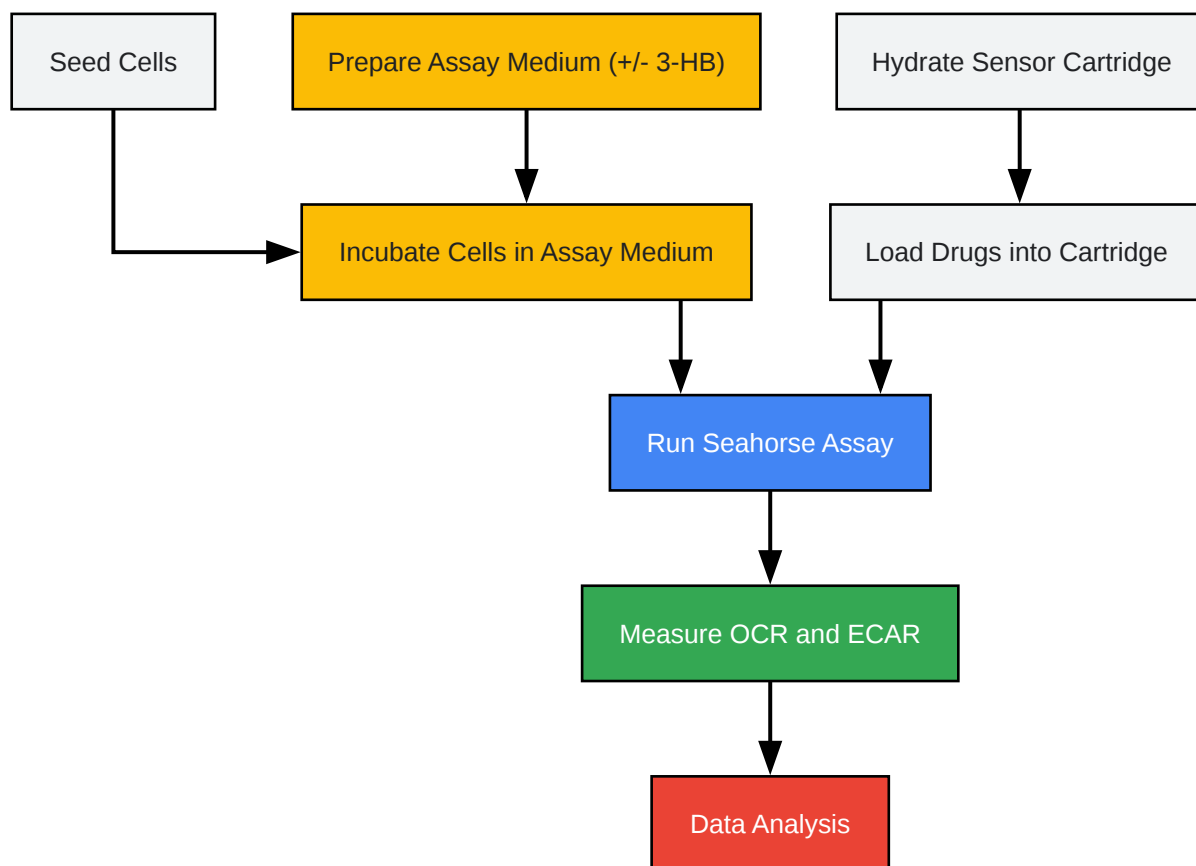 Seed Cells
Prepare Assay Medium (+/- 3-HB)
Hydrate Sensor Cartridge
Incubate Cells in Assay Medium
Load Drugs into Cartridge
Run Seahorse Assay
Measure OCR and ECAR
Data Analysis